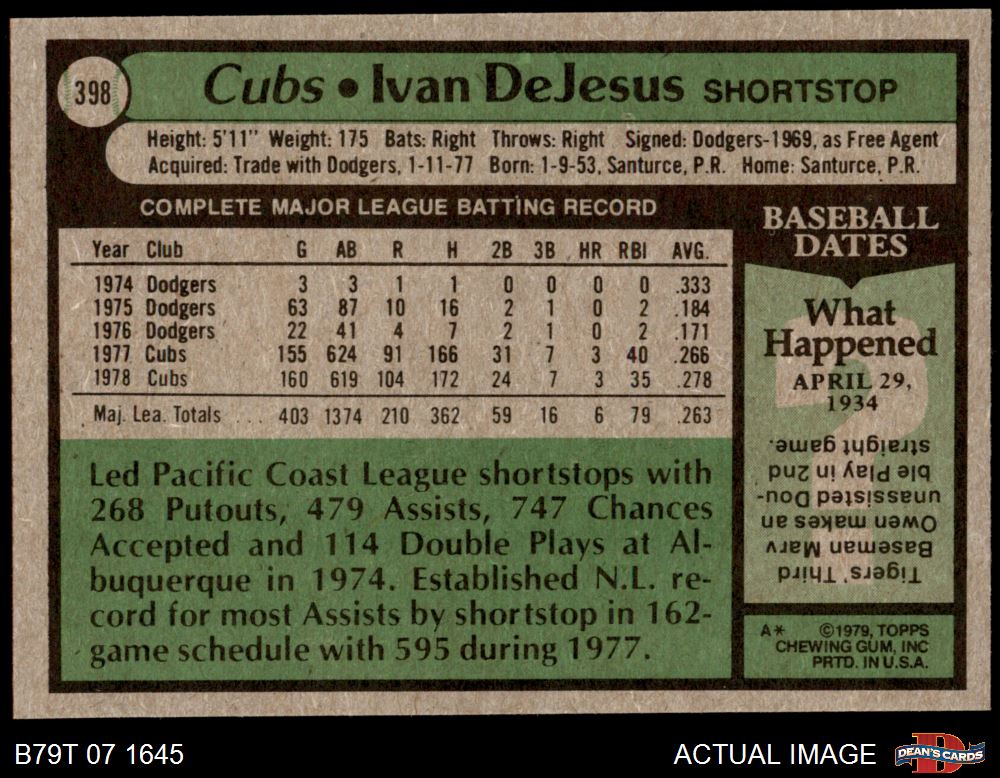 398
Cubs • Ivan DeJesus SHORTSTOP
Height: 5'11" Weight: 175 Bats: Right Throws: Right Signed: Dodgers-1969, as Free Agent
Acquired: Trade with Dodgers, 1-11-77 Born: 1-9-53, Santurce, P.R. Home: Santurce, P.R.
COMPLETE MAJOR LEAGUE BATTING RECORD
Year Club G AB R H 2B 3B HR RBI AVG.
1974 Dodgers 3 3 1 1 0 0 0 0 .333
1975 Dodgers 63 87 10 16 2 1 0 2 .184
1976 Dodgers 22 41 4 7 2 1 0 2 .171
1977 Cubs 155 624 91 166 31 7 3 40 .266
1978 Cubs 160 619 104 172 24 7 3 35 .278
Maj. Lea. Totals ... 403 1374 210 362 59 16 6 79 .263
Led Pacific Coast League shortstops with
268 Putouts, 479 Assists, 747 Chances
Accepted and 114 Double Plays at Al-
buquerque in 1974. Established N.L. re-
cord for most Assists by shortstop in 162-
game schedule with 595 during 1977.
BASEBALL
DATES
What
Happened
APRIL 29,
1934
Tigers' Third
Baseman Marv
Owen makes an
unassisted Dou-
ble Play in 2nd
straight game.
A* ©1979, TOPPS
CHEWING GUM, INC
PRTD. IN U.S.A.
B79T 07 1645
ACTUAL IMAGE
DEAN'S CARDS